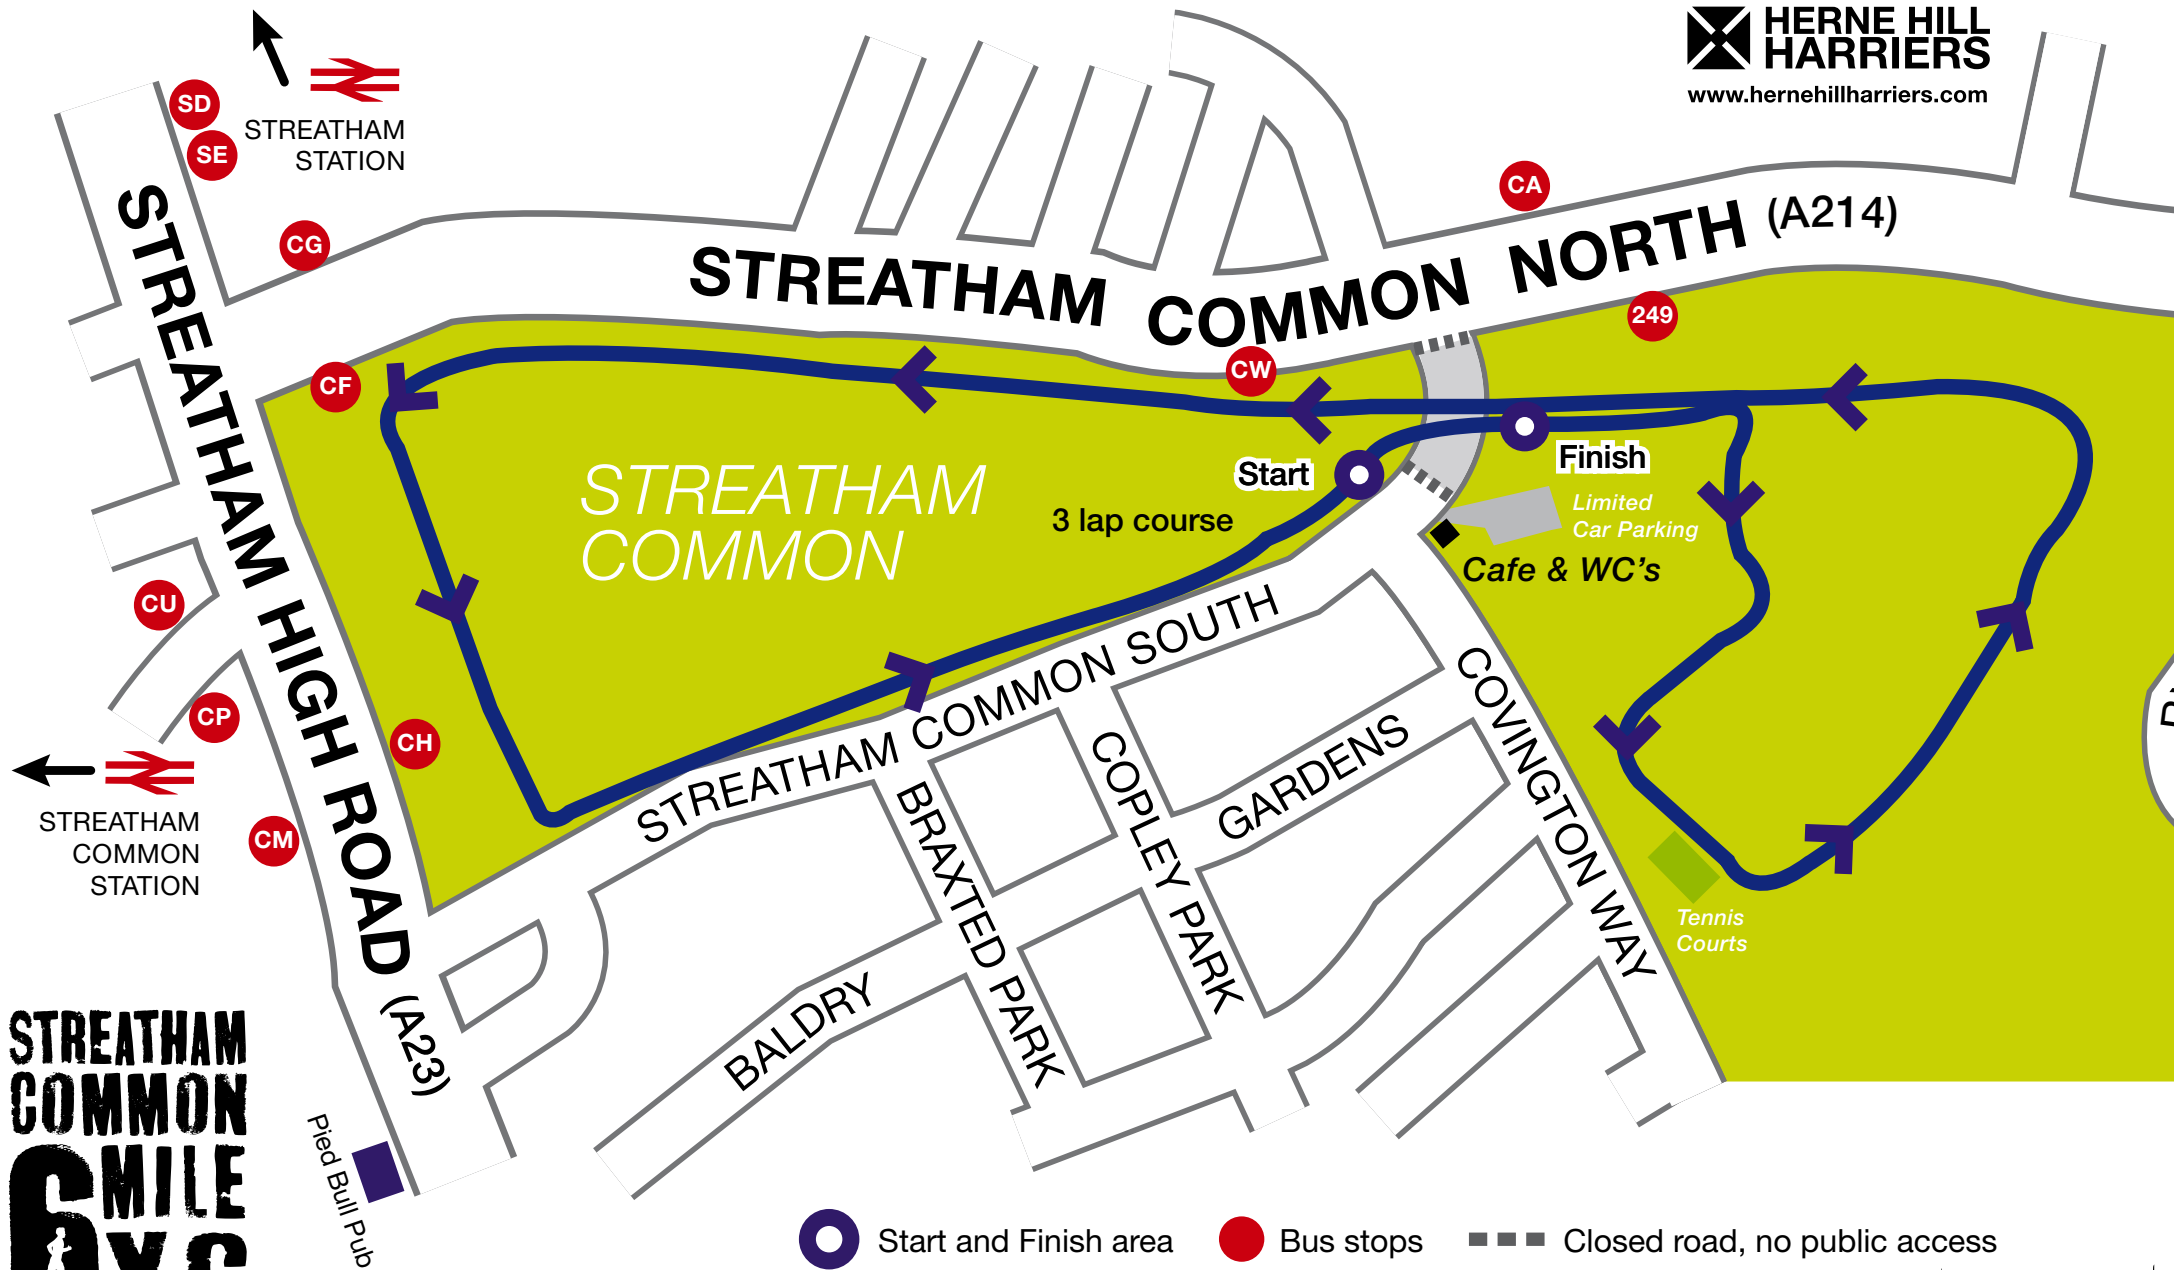 HERNE HILL
HARRIERS
www.hernehillharriers.com
SD
SE
STREATHAM
STATION
CG
CA
STREATHAM COMMON NORTH (A214)
249
CW
CF
STREATHAM HIGH ROAD (A23)
STREATHAM
COMMON
Start
Finish
3 lap course
Limited
Car Parking
Cafe & WC's
CU
CP
CH
CM
STREATHAM
COMMON
STATION
STREATHAM COMMON SOUTH
COVINGTON WAY
COPLEY PARK
GARDENS
BRAXTED PARK
BALDRY
Tennis
Courts
STREATHAM
COMMON
6 MILE
Pied Bull Pub
Start and Finish area
Bus stops
Closed road, no public access